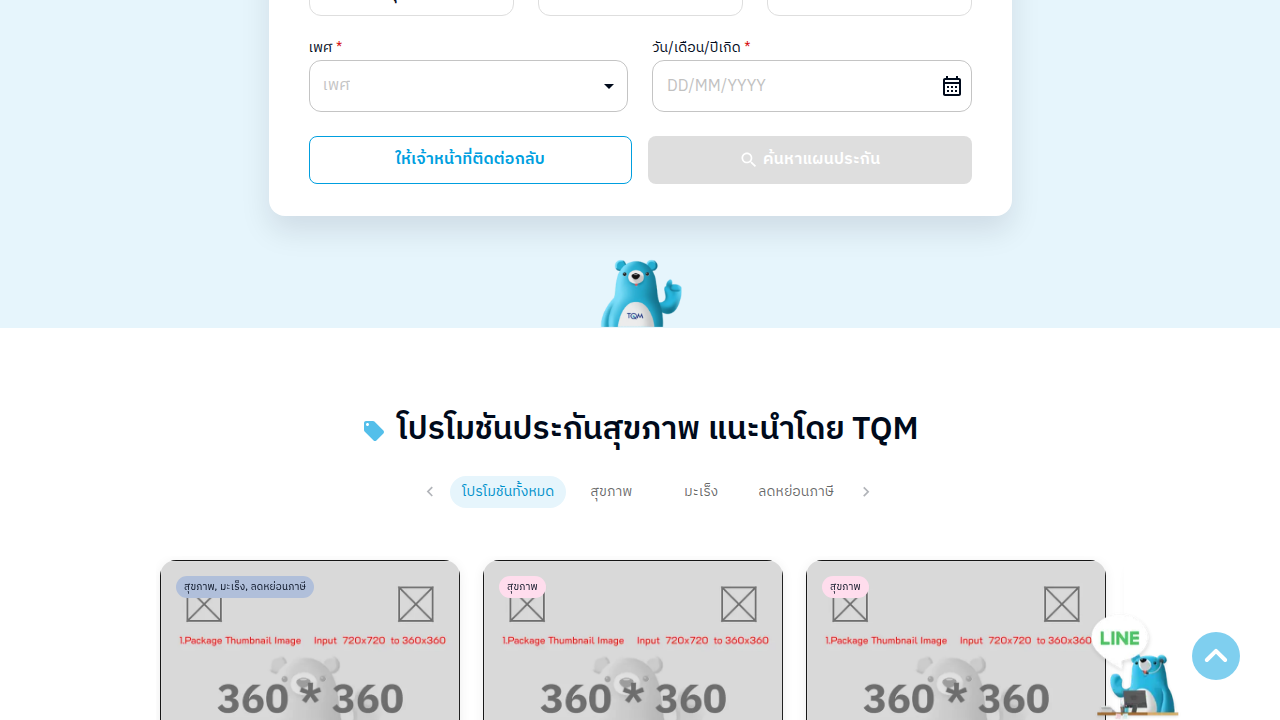 เพศ *
วัน/เดือน/ปีเกิด *
เพศ
DD/MM/YYYY
ให้เจ้าหน้าที่ติดต่อกลับ
ค้นหาแผนประกัน
TQM
โปรโมชันประกันสุขภาพ แนะนำโดย TQM
โปรโมชันทั้งหมด
สุขภาพ
มะเร็ง
ลดหย่อนภาษี
สุขภาพ, มะเร็ง, ลดหย่อนภาษี
สุขภาพ
สุขภาพ
1.Package Thumbnail Image Input 720x720 to 360x360
1.Package Thumbnail Image Input 720x720 to 360x360
1.Package Thumbnail Image Input 720x720 to 360x360
LINE
360 * 360
360 * 360
360 * 360